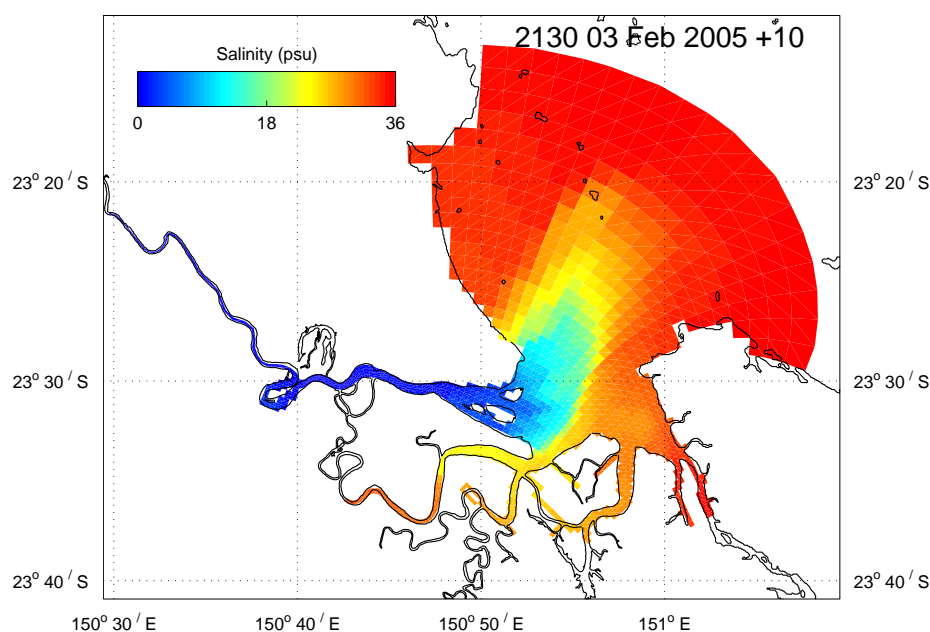 2130 03 Feb 2005 +10
Salinity (psu)
0 18 36
23° 20 ' S 23° 20 ' S
23° 30 ' S 23° 30 ' S
23° 40 ' S 23° 40 ' S
150° 30 ' E 150° 40 ' E 150° 50 ' E 151° E